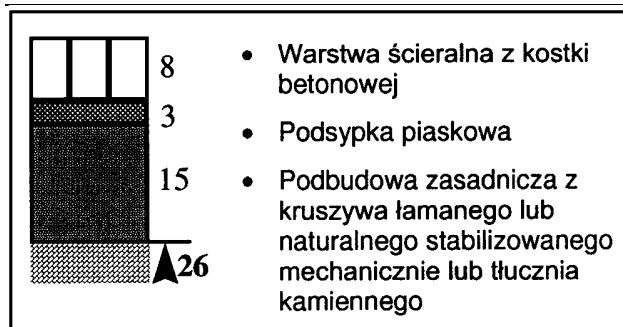 8
3
15
26
• Warstwa ścieralna z kostki
betonowej
• Podsypka piaskowa
• Podbudowa zasadnicza z
kruszywa łamanego lub
naturalnego stabilizowanego
mechanicznie lub tłucznia
kamiennego